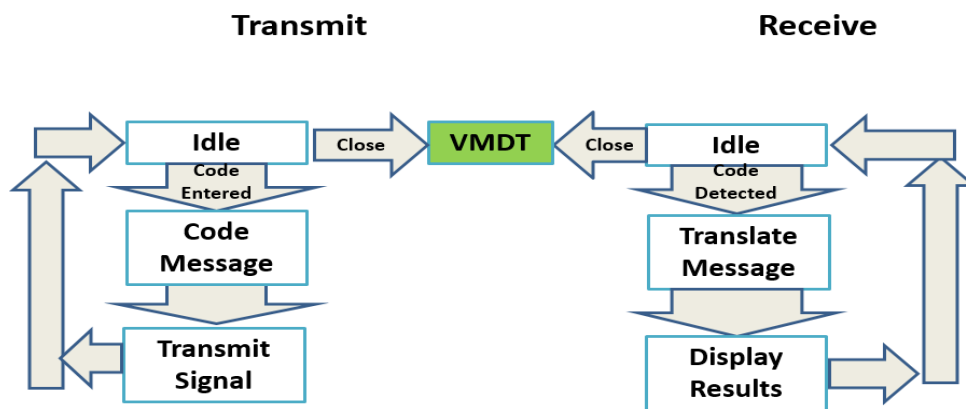 Transmit
Receive
Idle
Close
VMDT
Close
Idle
Code
Entered
Code
Detected
Code
Message
Translate
Message
Transmit
Signal
Display
Results